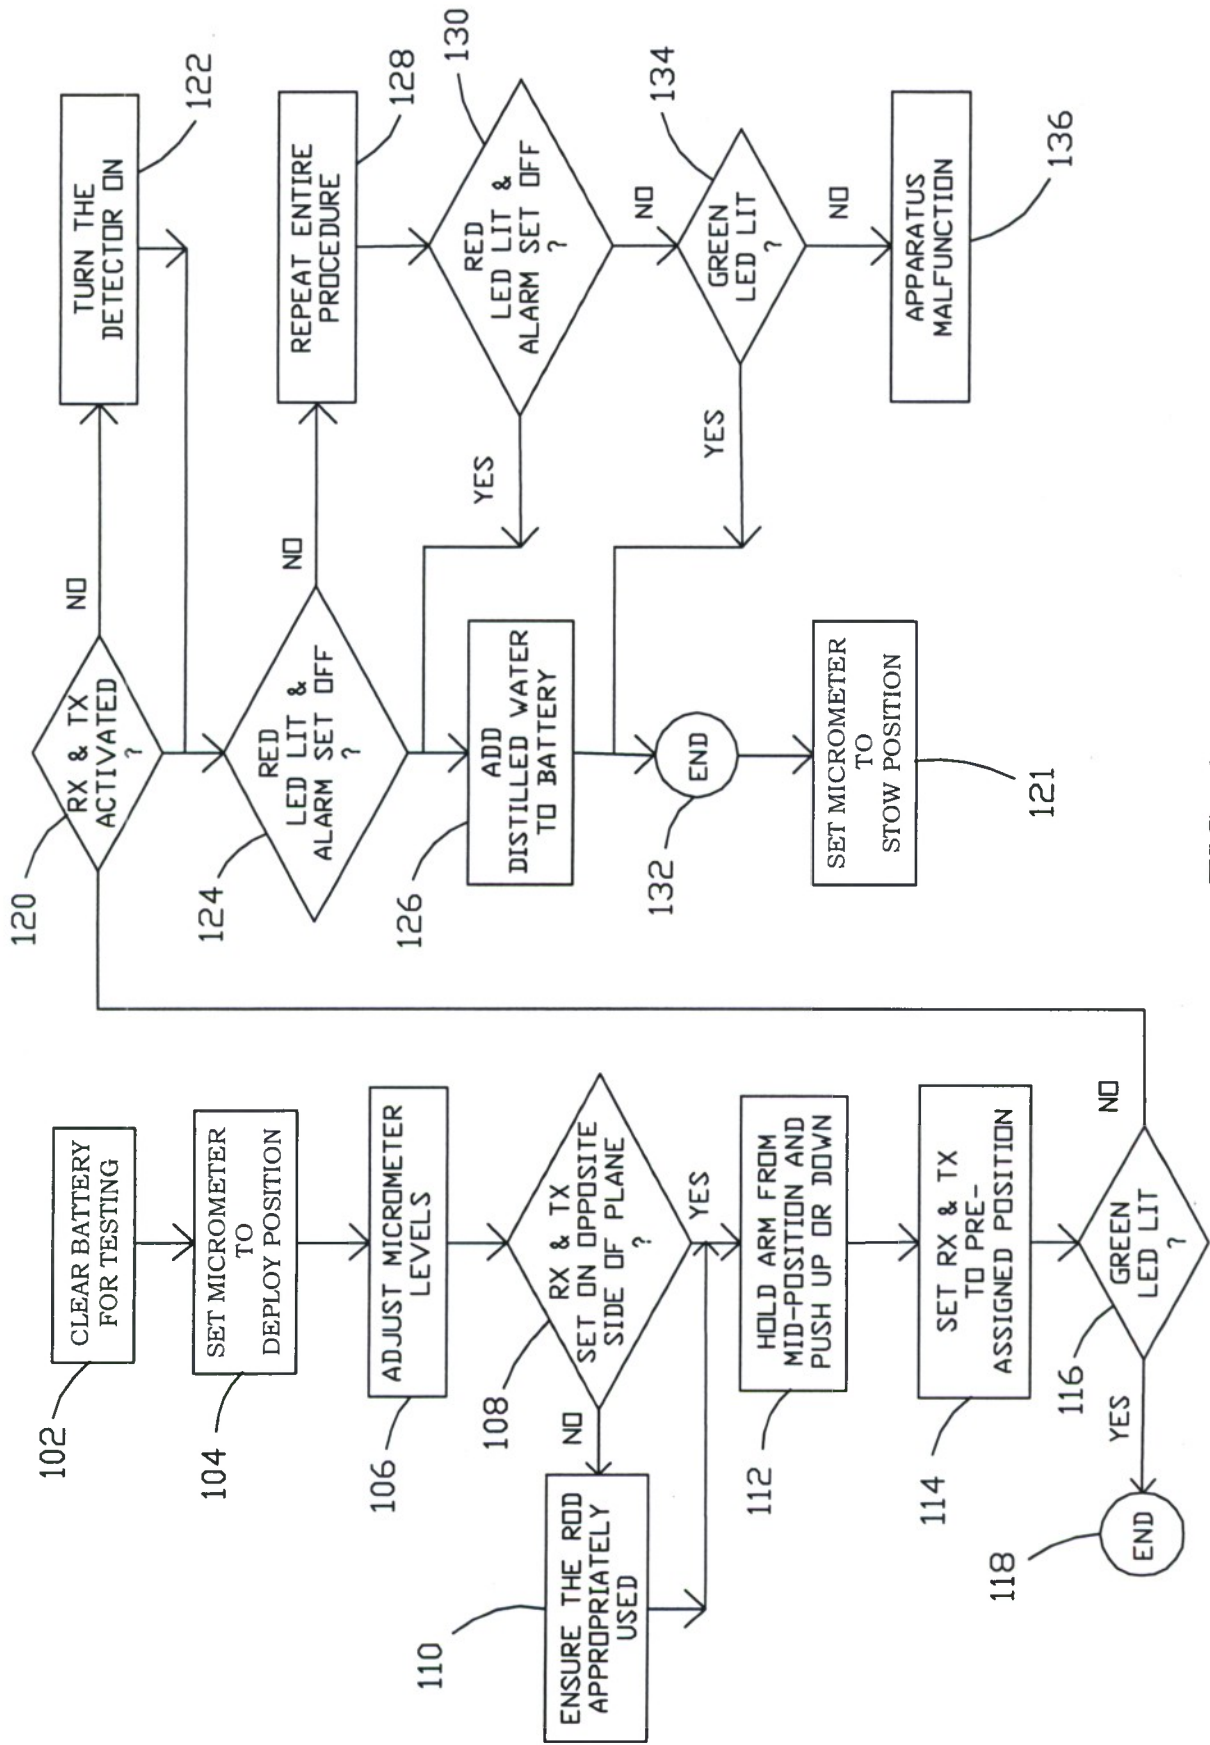 102
CLEAR BATTERY
FOR TESTING
104
SET MICROMETER
TO
DEPLOY POSITION
106
ADJUST MICROMETER
LEVELS
108
RX & TX
SET ON OPPOSITE
SIDE OF PLANE
?
NO
YES
110
ENSURE THE ROD
APPROPRIATELY
USED
112
HOLD ARM FROM
MID-POSITION AND
PUSH UP OR DOWN
114
SET RX & TX
TO PRE-
ASSIGNED POSITION
116
GREEN
LED LIT
?
YES
NO
118
END
120
RX & TX
ACTIVATED
?
NO
TURN THE
DETECTOR ON
122
124
RED
LED LIT &
ALARM SET OFF
?
NO
REPEAT ENTIRE
PROCEDURE
128
126
ADD
DISTILLED WATER
TO BATTERY
YES
RED
LED LIT &
ALARM SET OFF
?
130
NO
132
END
YES
GREEN
LED LIT
?
134
NO
SET MICROMETER
TO
STOW POSITION
121
APPARATUS
MALFUNCTION
136